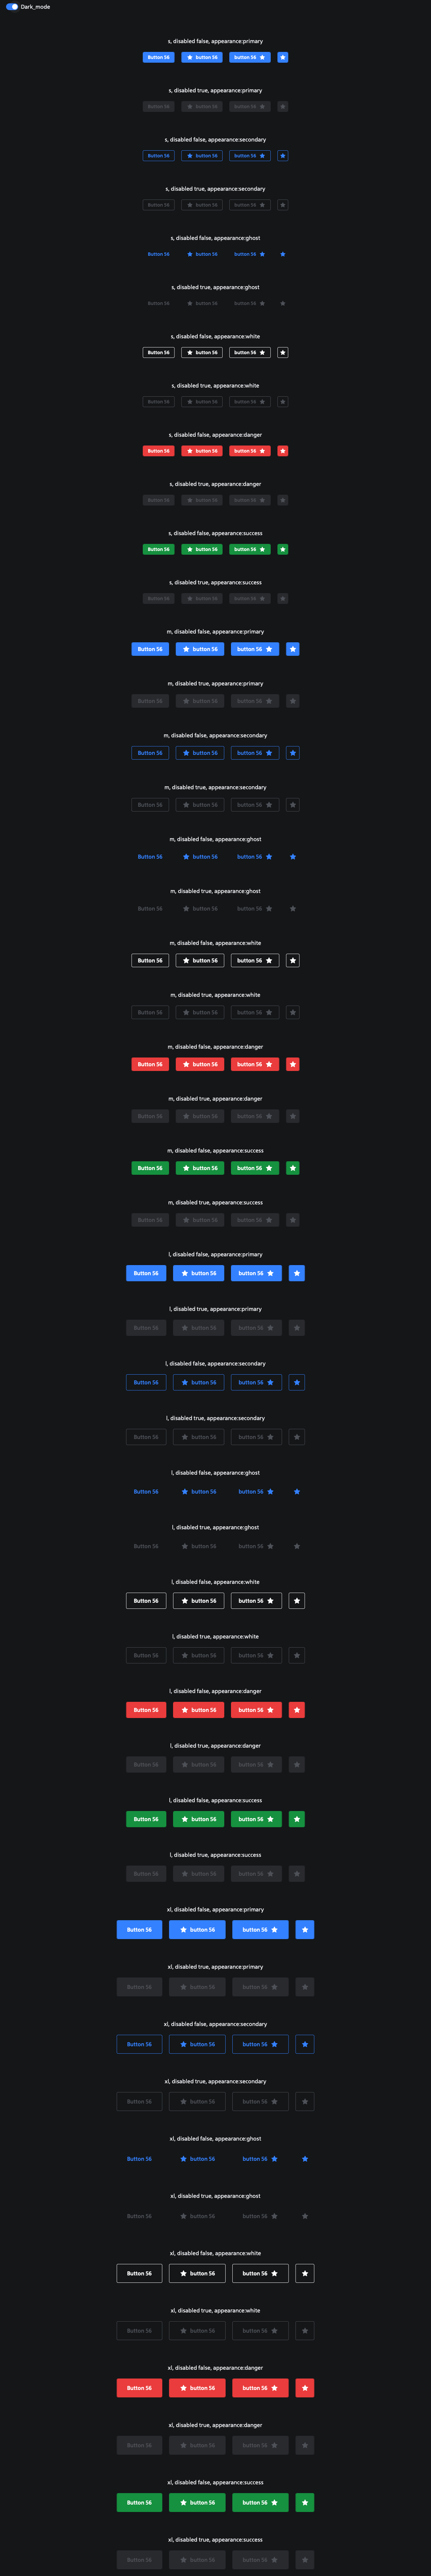 Dark_mode
s, disabled false, appearance:primary
Button 56 button 56 button 56
s, disabled true, appearance:primary
Button 56 button 56 button 56
s, disabled false, appearance:secondary
Button 56 button 56 button 56
s, disabled true, appearance:secondary
Button 56 button 56 button 56
s, disabled false, appearance:ghost
Button 56 button 56 button 56
s, disabled true, appearance:ghost
Button 56 button 56 button 56
s, disabled false, appearance:white
Button 56 button 56 button 56
s, disabled true, appearance:white
Button 56 button 56 button 56
s, disabled false, appearance:danger
Button 56 button 56 button 56
s, disabled true, appearance:danger
Button 56 button 56 button 56
s, disabled false, appearance:success
Button 56 button 56 button 56
s, disabled true, appearance:success
Button 56 button 56 button 56
m, disabled false, appearance:primary
Button 56 button 56 button 56
m, disabled true, appearance:primary
Button 56 button 56 button 56
m, disabled false, appearance:secondary
Button 56 button 56 button 56
m, disabled true, appearance:secondary
Button 56 button 56 button 56
m, disabled false, appearance:ghost
Button 56 button 56 button 56
m, disabled true, appearance:ghost
Button 56 button 56 button 56
m, disabled false, appearance:white
Button 56 button 56 button 56
m, disabled true, appearance:white
Button 56 button 56 button 56
m, disabled false, appearance:danger
Button 56 button 56 button 56
m, disabled true, appearance:danger
Button 56 button 56 button 56
m, disabled false, appearance:success
Button 56 button 56 button 56
m, disabled true, appearance:success
Button 56 button 56 button 56
l, disabled false, appearance:primary
Button 56 button 56 button 56
l, disabled true, appearance:primary
Button 56 button 56 button 56
l, disabled false, appearance:secondary
Button 56 button 56 button 56
l, disabled true, appearance:secondary
Button 56 button 56 button 56
l, disabled false, appearance:ghost
Button 56 button 56 button 56
l, disabled true, appearance:ghost
Button 56 button 56 button 56
l, disabled false, appearance:white
Button 56 button 56 button 56
l, disabled true, appearance:white
Button 56 button 56 button 56
l, disabled false, appearance:danger
Button 56 button 56 button 56
l, disabled true, appearance:danger
Button 56 button 56 button 56
l, disabled false, appearance:success
Button 56 button 56 button 56
l, disabled true, appearance:success
Button 56 button 56 button 56
xl, disabled false, appearance:primary
Button 56 button 56 button 56
xl, disabled true, appearance:primary
Button 56 button 56 button 56
xl, disabled false, appearance:secondary
Button 56 button 56 button 56
xl, disabled true, appearance:secondary
Button 56 button 56 button 56
xl, disabled false, appearance:ghost
Button 56 button 56 button 56
xl, disabled true, appearance:ghost
Button 56 button 56 button 56
xl, disabled false, appearance:white
Button 56 button 56 button 56
xl, disabled true, appearance:white
Button 56 button 56 button 56
xl, disabled false, appearance:danger
Button 56 button 56 button 56
xl, disabled true, appearance:danger
Button 56 button 56 button 56
xl, disabled false, appearance:success
Button 56 button 56 button 56
xl, disabled true, appearance:success
Button 56 button 56 button 56